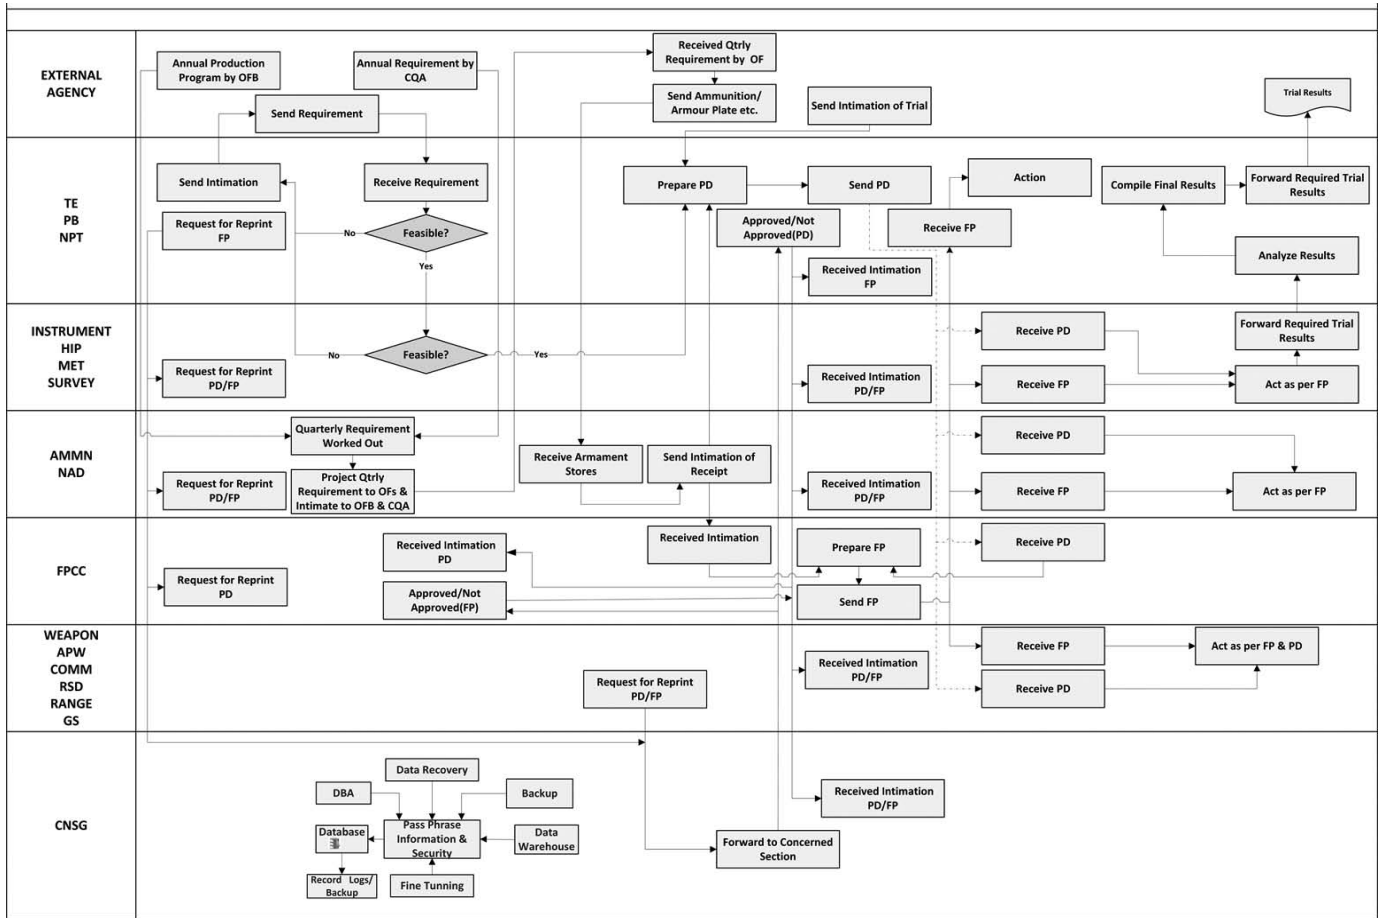 EXTERNAL
AGENCY
Annual Production
Program by OFB
Annual Requirement by
CQA
Send Requirement
Received Qtrly
Requirement by OF
Send Ammunition/
Armour Plate etc.
Send Intimation of Trial
Trial Results
TE
PB
NPT
Send Intimation
Receive Requirement
Request for Reprint
FP
No
Feasible?
Yes
Prepare PD
Send PD
Action
Approved/Not
Approved(PD)
Receive FP
Received Intimation
FP
Compile Final Results
Forward Required Trial
Results
Analyze Results
INSTRUMENT
HIP
MET
SURVEY
Request for Reprint
PD/FP
No
Feasible?
Yes
Received Intimation
PD/FP
Receive PD
Receive FP
Forward Required Trial
Results
Act as per FP
AMMN
NAD
Quarterly Requirement
Worked Out
Request for Reprint
PD/FP
Project Qtrly
Requirement to OFs &
Intimate to OFB & CQA
Receive Armament
Stores
Send Intimation of
Receipt
Received Intimation
PD/FP
Receive PD
Receive FP
Act as per FP
FPCC
Request for Reprint
PD
Received Intimation
PD
Approved/Not
Approved(FP)
Received Intimation
Prepare FP
Send FP
Receive PD
WEAPON
APW
COMM
RSD
RANGE
GS
Request for Reprint
PD/FP
Received Intimation
PD/FP
Receive FP
Receive PD
Act as per FP & PD
CNSG
Data Recovery
DBA
Backup
Database
Pass Phrase
Information &
Security
Data
Warehouse
Record Logs/
Backup
Fine Tunning
Received Intimation
PD/FP
Forward to Concerned
Section